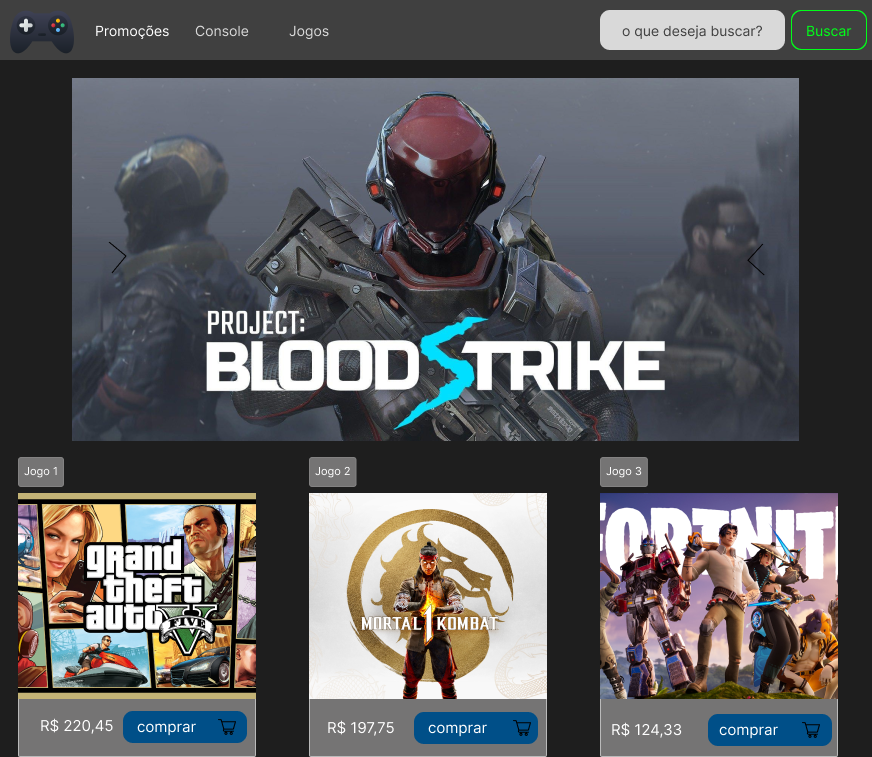 Promoções Console Jogos o que deseja buscar? Buscar
PROJECT:
BLOODSTRIKE
Jogo 1 Jogo 2 Jogo 3
grand
theft
auto
FIVE
MORTAL 1 KOMBAT
FORTNIT
R$ 220,45 comprar R$ 197,75 comprar R$ 124,33 comprar